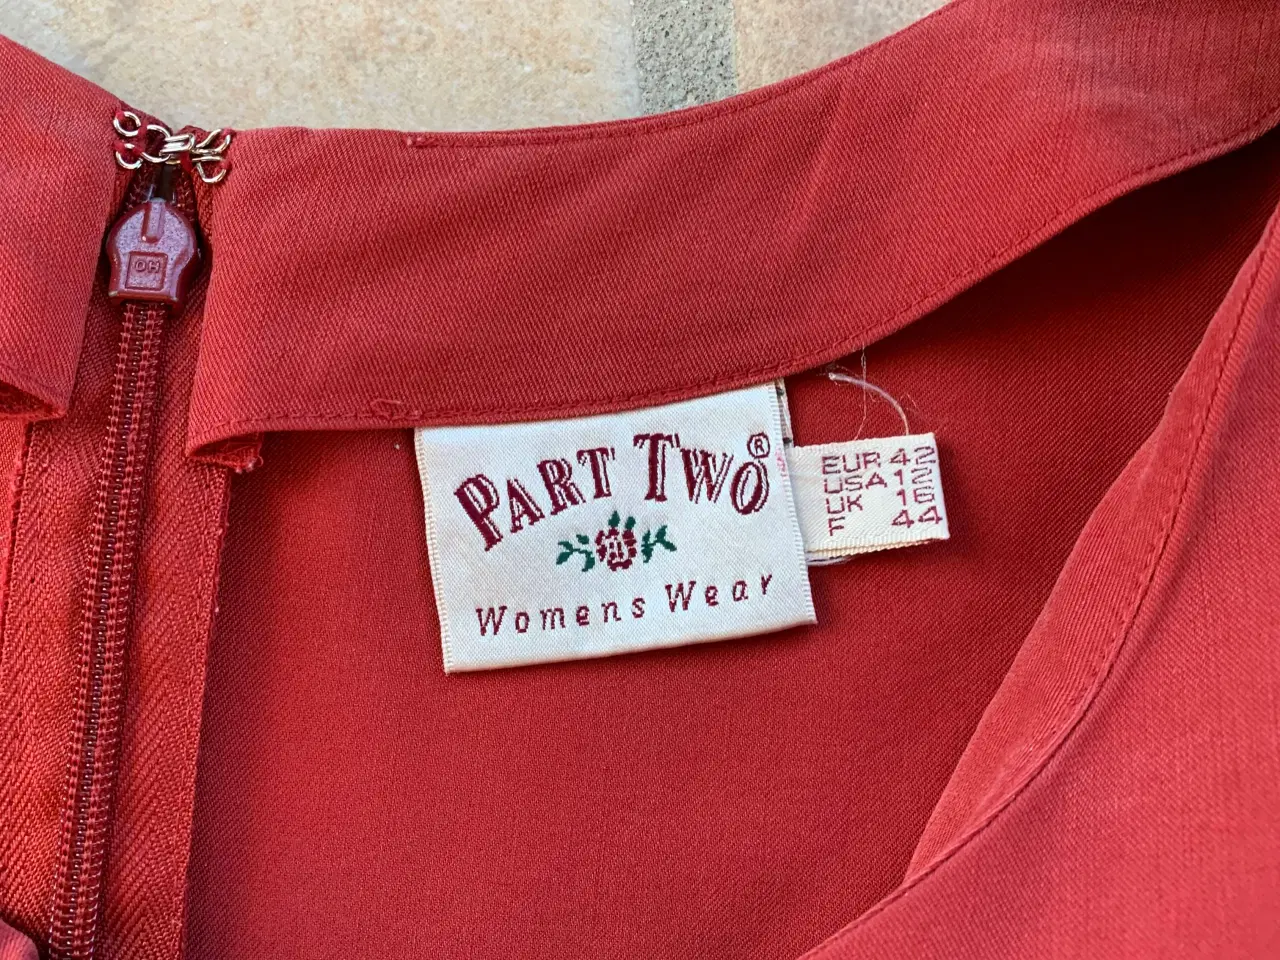 PART TWO®
Womens Wear
EUR 42
USA 12
UK 16
F 44